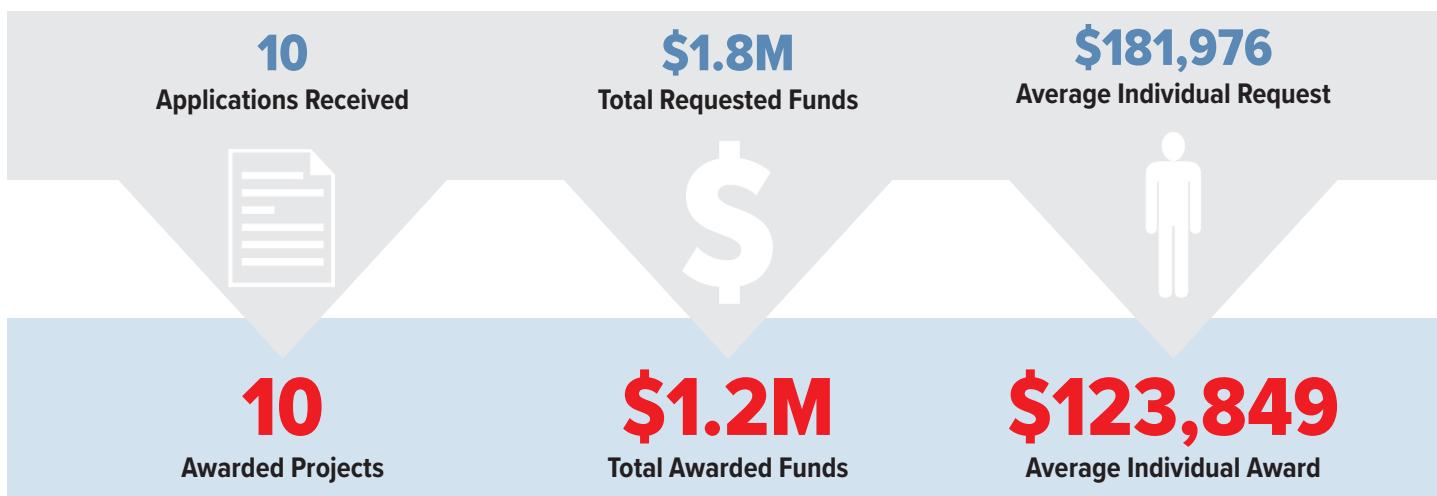 10
Applications Received
$1.8M
Total Requested Funds
$181,976
Average Individual Request
$
10
Awarded Projects
$1.2M
Total Awarded Funds
$123,849
Average Individual Award